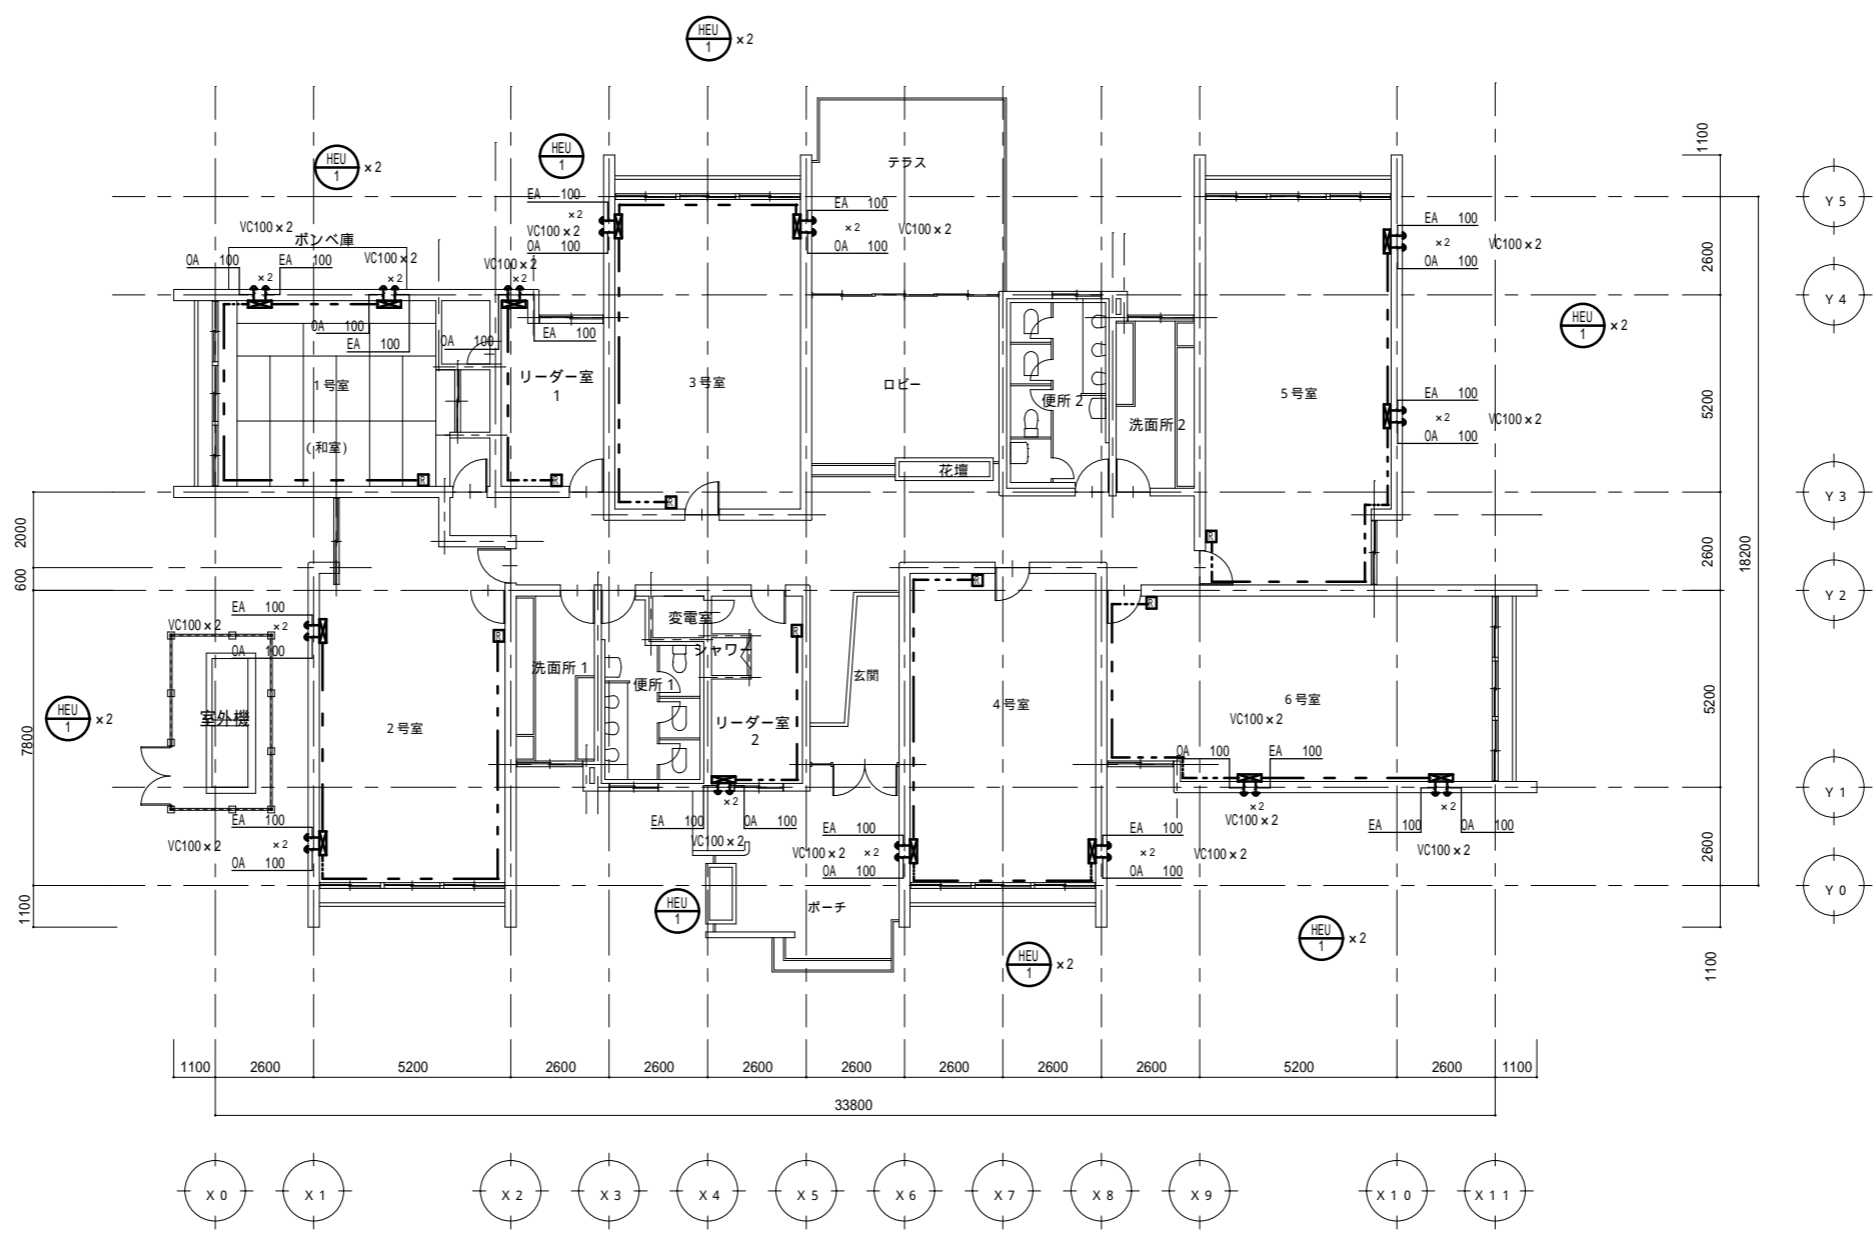 HEU
1
×2
HEU
1
×2
HEU
1
テラス
EA 100
×2
VC100×2
OA 100
EA 100
×2
VC100×2
OA 100
VC100×2
ボンベ庫
OA 100
×2
EA 100
VC100×2
×2
VC100×2
×2
OA 100
EA 100
OA 100
EA 100
EA 100
×2
VC100×2
OA 100
HEU
1
×2
EA 100
×2
VC100×2
OA 100
1号室
(和室)
リーダー室
1
3号室
ロビー
便所2
洗面所2
5号室
花壇
R
R
R
R
R
R
R
R
EA 100
VC100×2
×2
OA 100
変電室
シャワー
洗面所1
便所1
リーダー室
2
玄関
4号室
6号室
室外機
2号室
HEU
1
×2
VC100×2
OA 100
EA 100
EA 100
VC100×2
×2
OA 100
×2
EA 100
OA 100
VC100×2
EA 100
VC100×2
×2
OA 100
EA 100
×2
VC100×2
OA 100
×2
VC100×2
×2
EA 100
OA 100
VC100×2
ポーチ
HEU
1
HEU
1
×2
HEU
1
×2
2000
600
7800
1100
1100
2600
5200
2600
5200
2600
1100
18200
Y5
Y4
Y3
Y2
Y1
Y0
1100
2600
5200
2600
2600
2600
2600
2600
2600
2600
5200
2600
1100
33800
X0
X1
X2
X3
X4
X5
X6
X7
X8
X9
X10
X11